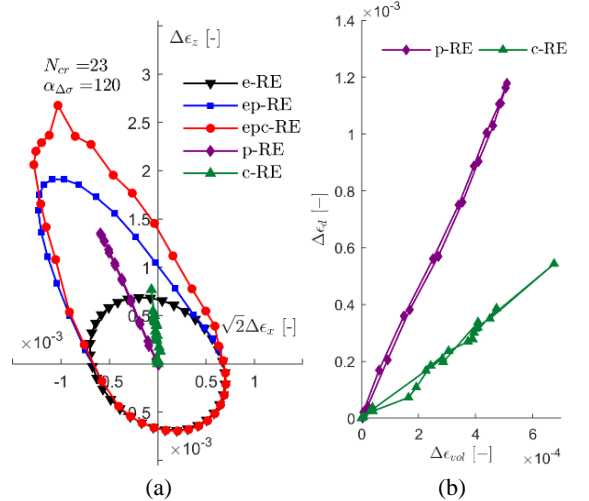 Δϵ_z [-]
N_cr =23
α_Δσ =120
3
2.5
2
1.5
1
0.5
0.5
e-RE
ep-RE
epc-RE
p-RE
c-RE
×10⁻³
√2Δϵ_x [-]
-1
0.5
0
0.5
1
×10⁻³
(a)
×10⁻³
1.4
1.2
1
0.8
0.6
0.4
0.2
0
Δϵ_d [−]
p-RE
c-RE
0
2
4
6
Δϵ_vol [−]
×10⁻⁴
(b)